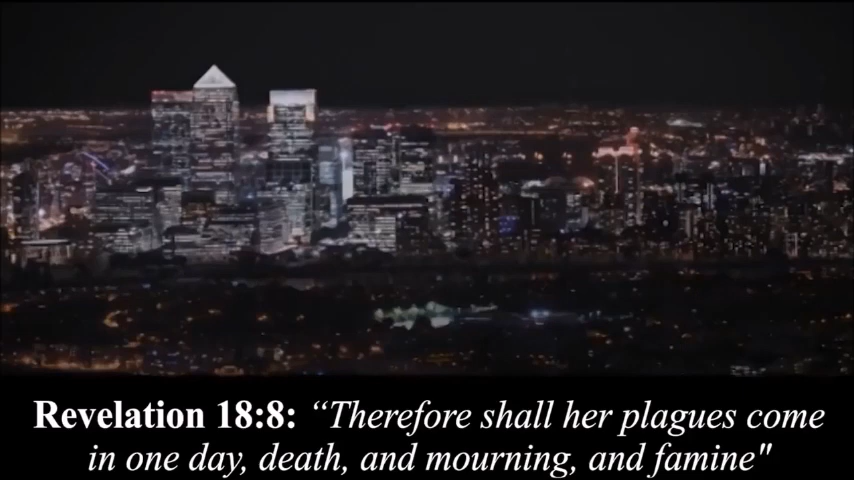 Revelation 18:8: “Therefore shall her plagues come
in one day, death, and mourning, and famine"